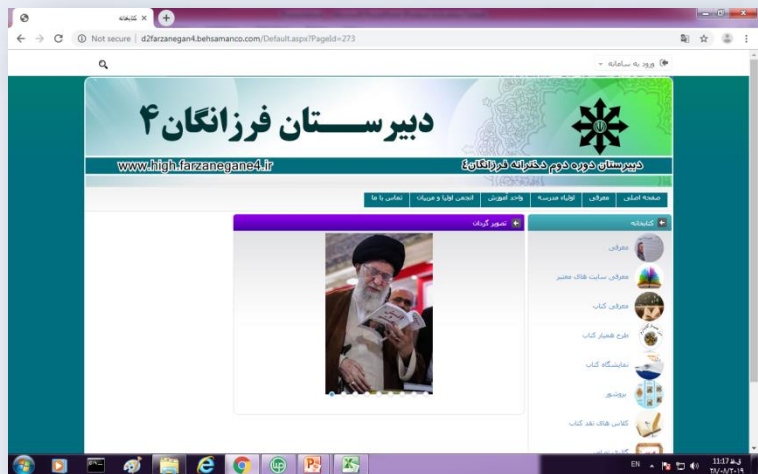 کتابخانه
Not secure | d2farzanegan4.behsamanco.com/Default.aspx?PageId=273
ورود به سامانه
دبیرستان فرزانگان ۴
www.high.farzanegane4.ir
دبیرستان دوره دوم دخترانه فرزانگان٤
صفحه اصلی
معرفی
اولیاء مدرسه
واحد آموزش
انجمن اولیا و مربیان
تماس با ما
کتابخانه
معرفی
معرفی سایت های معتبر
معرفی کتاب
طرح همیار کتاب
نمایشگاه کتاب
بروشور
کلاس های نقد کتاب
تصویر گردان
EN
11:17 ق.ظ